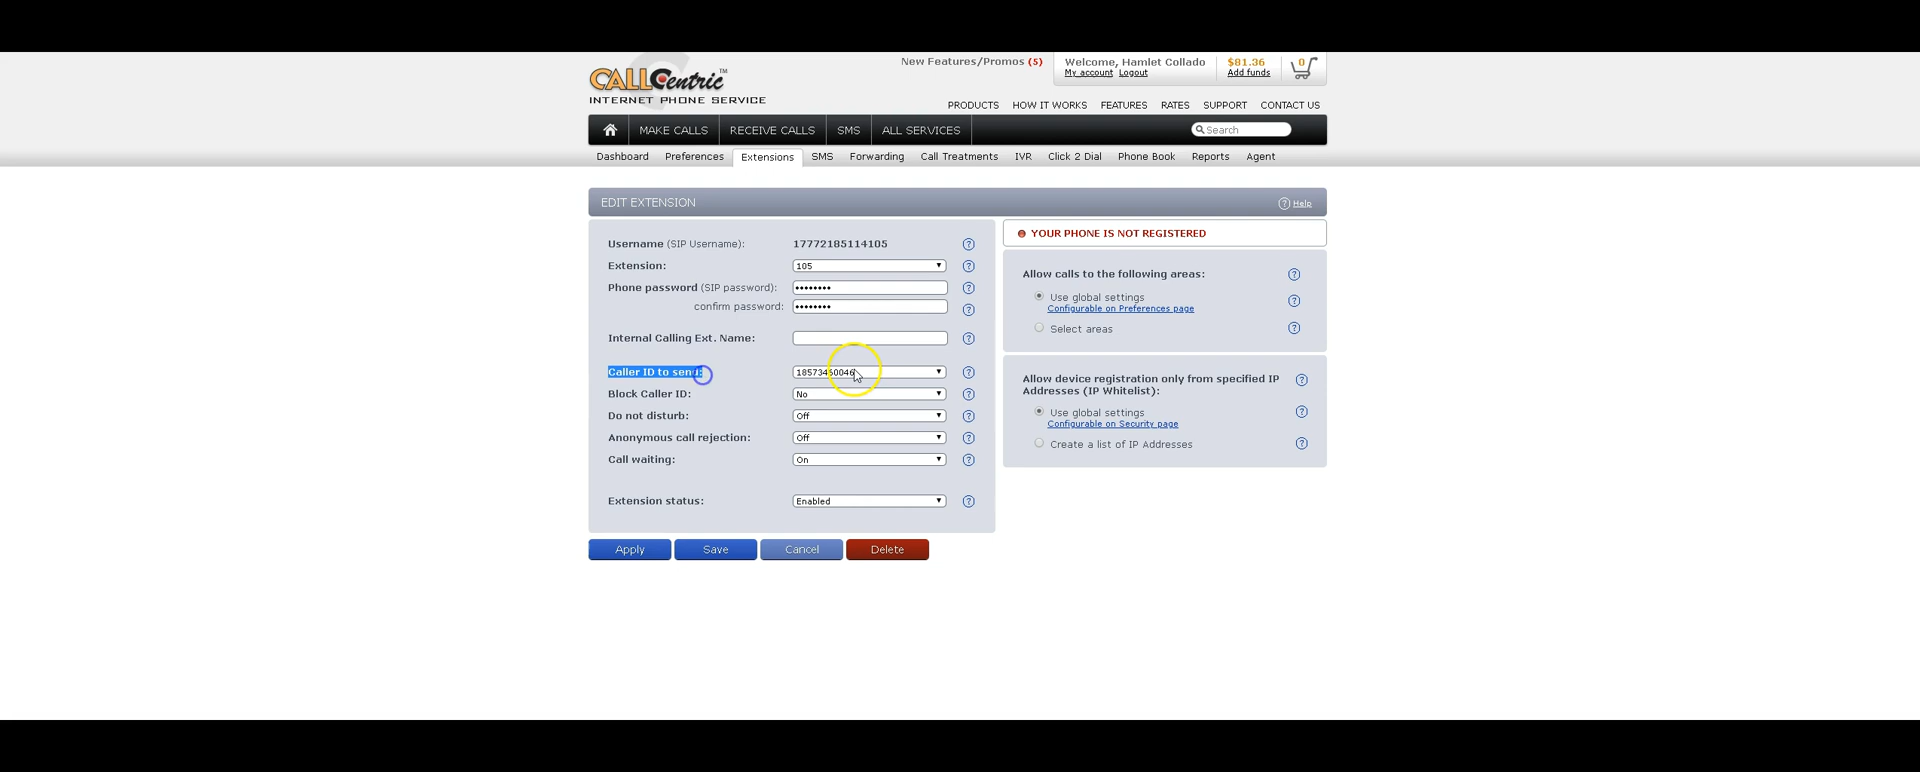 New Features/Promos (5)
Welcome, Hamlet Collado
My account Logout
$81.36
Add funds
0
CALLCentric™
INTERNET PHONE SERVICE
PRODUCTS HOW IT WORKS FEATURES RATES SUPPORT CONTACT US
MAKE CALLS RECEIVE CALLS SMS ALL SERVICES Search
Dashboard Preferences Extensions SMS Forwarding Call Treatments IVR Click 2 Dial Phone Book Reports Agent
EDIT EXTENSION
? Help
Username (SIP Username): 17772185114105 ?
Extension: 105 ?
Phone password (SIP password): •••••••• ?
confirm password: •••••••• ?
Internal Calling Ext. Name: ?
Caller ID to send: 18573460046 ?
Block Caller ID: No ?
Do not disturb: Off ?
Anonymous call rejection: Off ?
Call waiting: On ?
Extension status: Enabled ?
Apply Save Cancel Delete
YOUR PHONE IS NOT REGISTERED
Allow calls to the following areas: ?
Use global settings ?
Configurable on Preferences page
Select areas ?
Allow device registration only from specified IP ?
Addresses (IP Whitelist):
Use global settings ?
Configurable on Security page
Create a list of IP Addresses ?